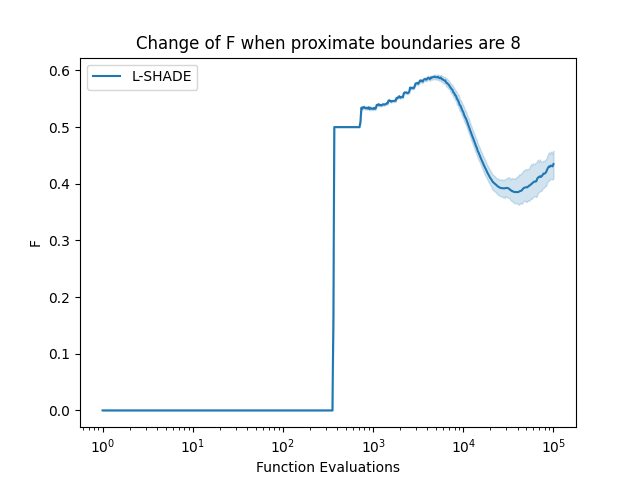 Change of F when proximate boundaries are 8
L-SHADE
0.6
0.5
0.4
0.3
0.2
0.1
0.0
F
10⁰ 10¹ 10² 10³ 10⁴ 10⁵
Function Evaluations